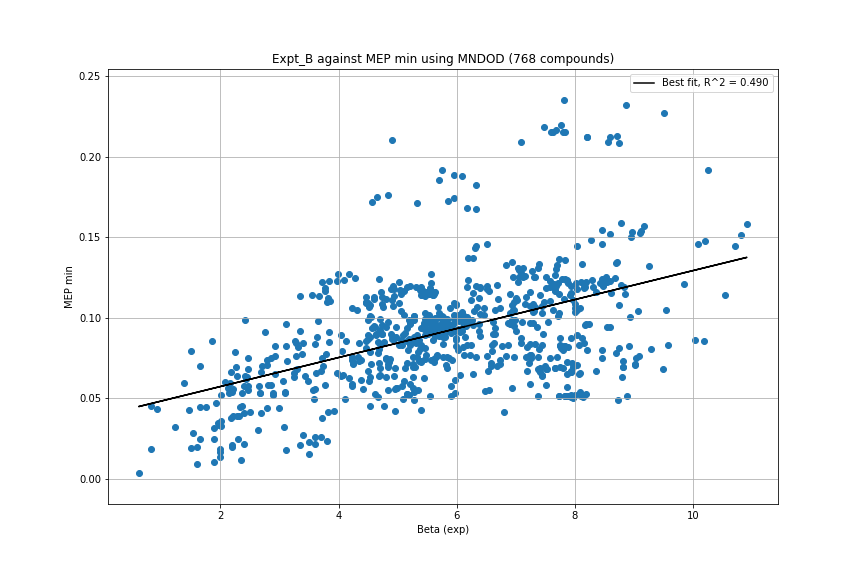 Expt_B against MEP min using MNDOD (768 compounds)
Best fit, R^2 = 0.490
0.25
0.20
0.15
0.10
0.05
0.00
MEP min
2 4 6 8 10
Beta (exp)